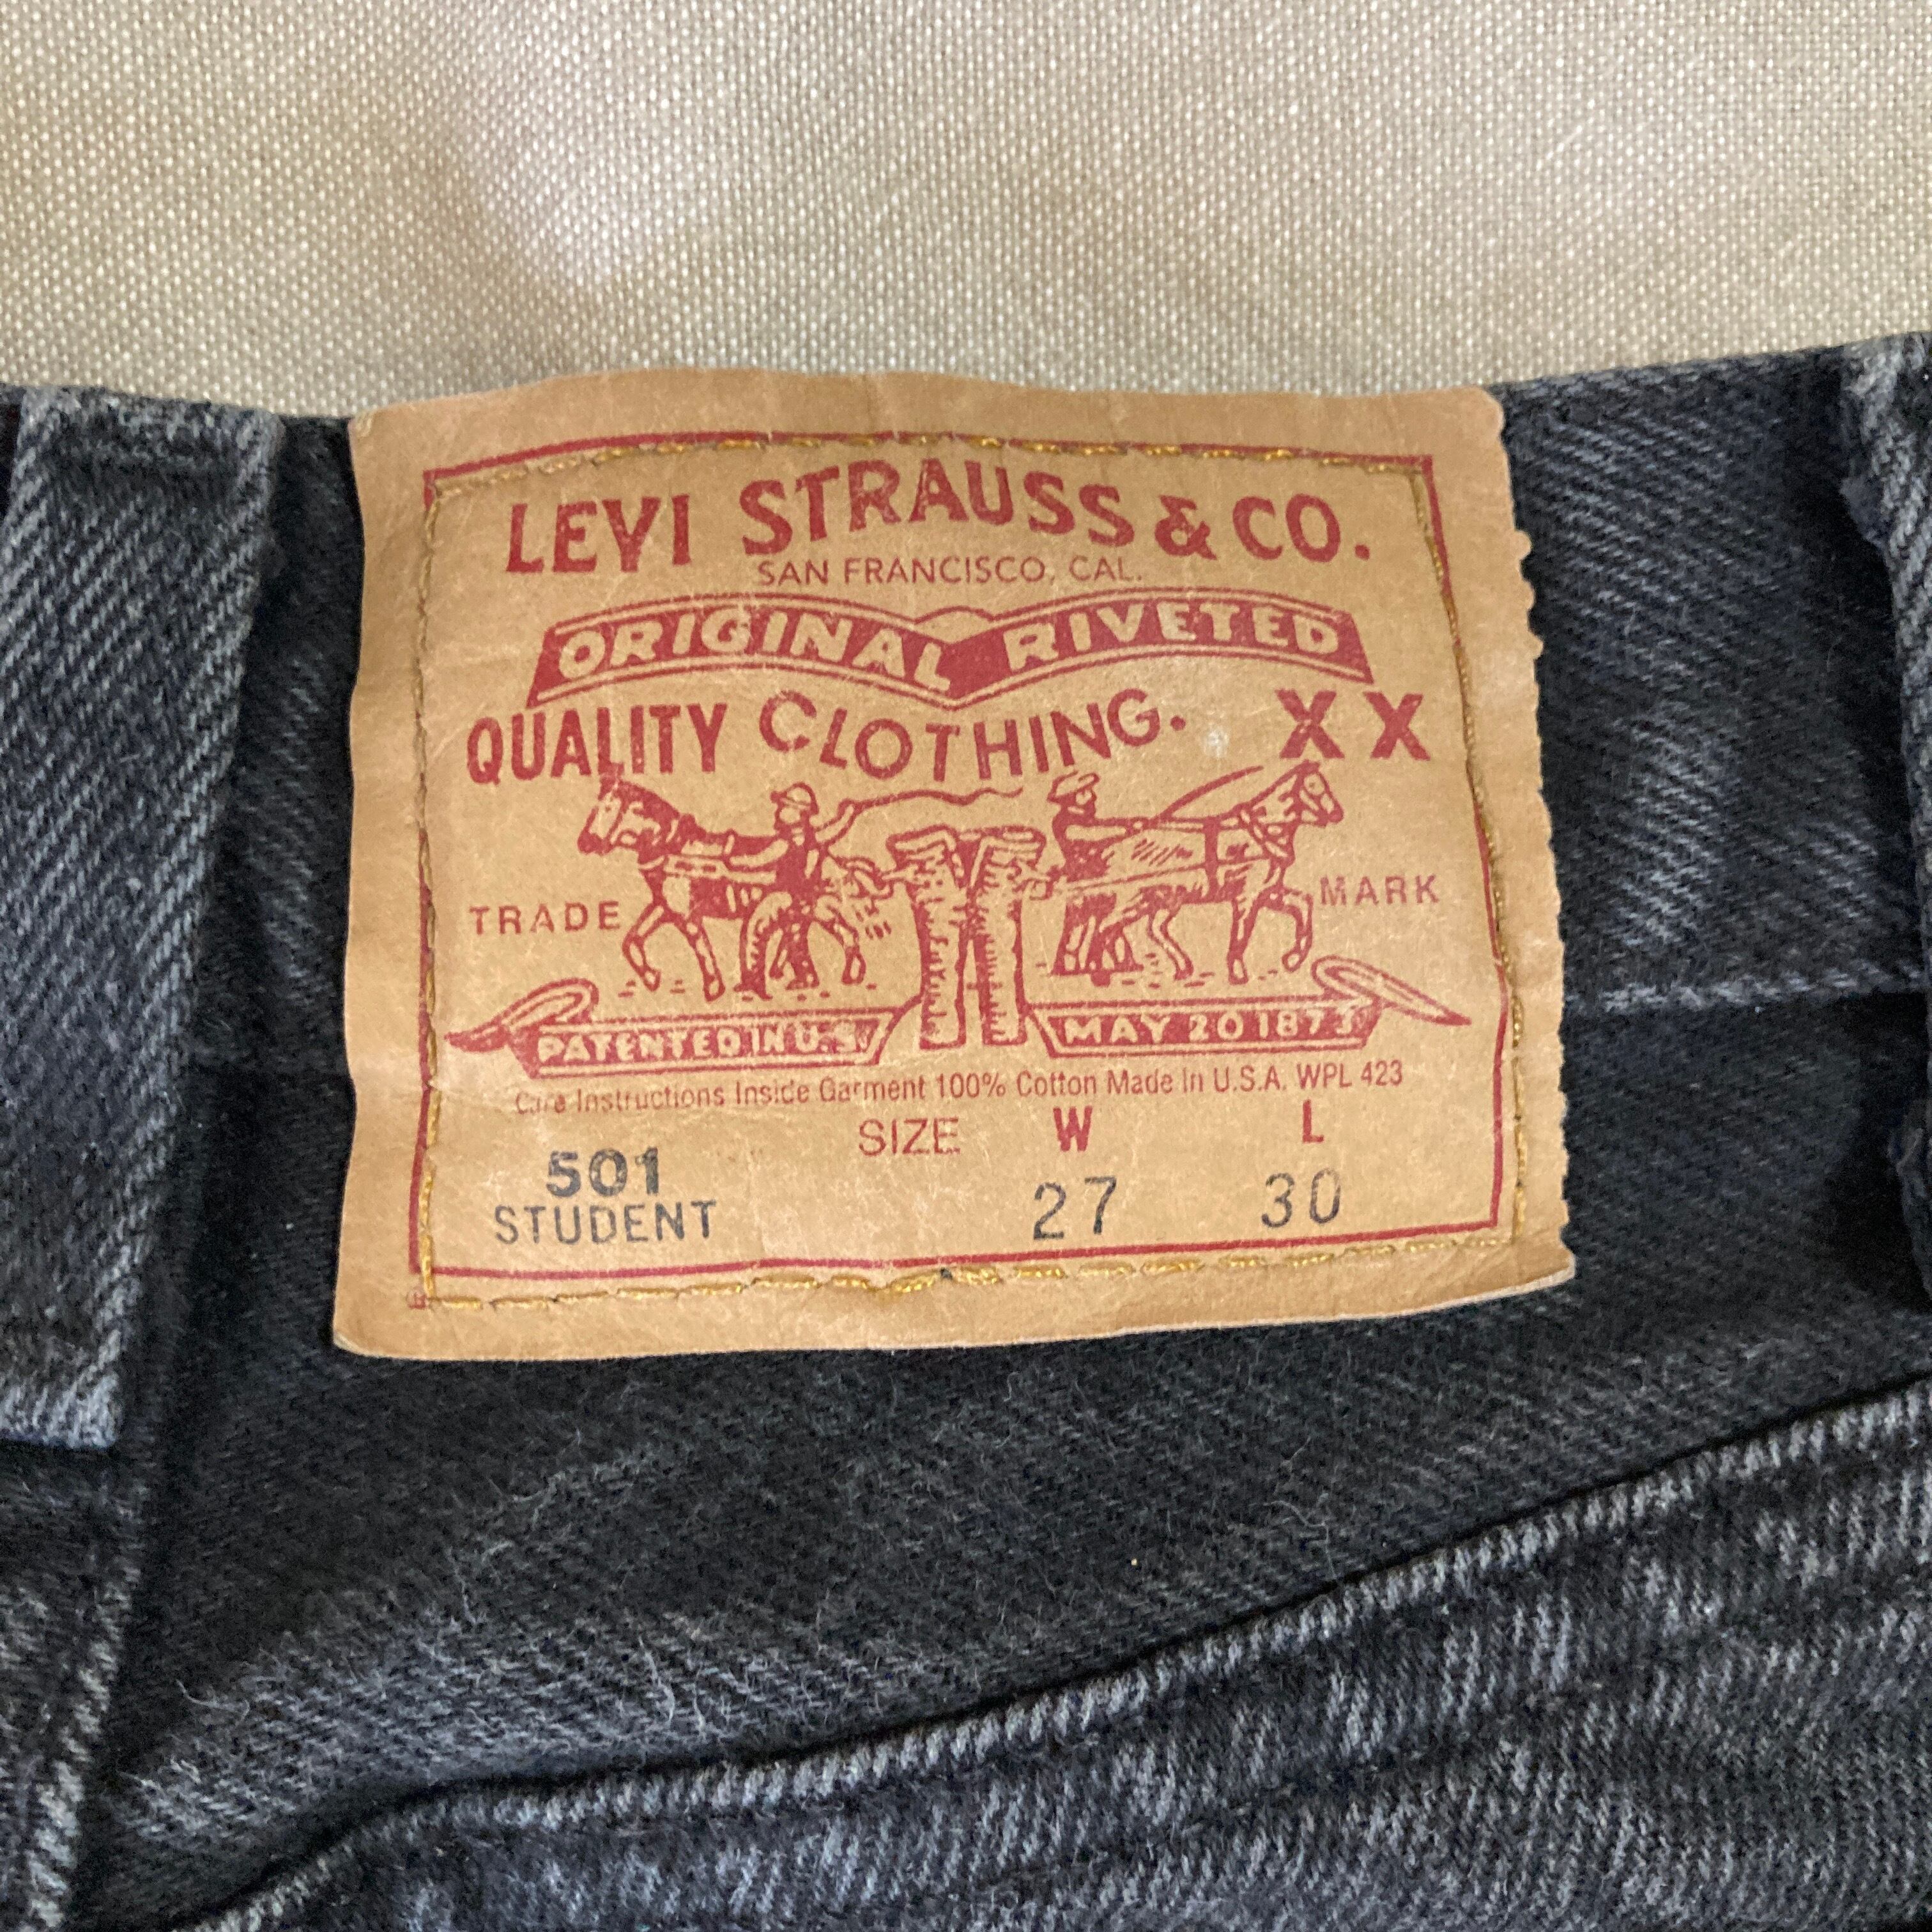 LEVI STRAUSS & CO.
SAN FRANCISCO, CAL.
ORIGINAL RIVETED
QUALITY CLOTHING. XX
TRADE MARK
PATENTED IN U.S. MAY 20 1873
Care Instructions Inside Garment 100% Cotton Made In U.S.A. WPL 423
SIZE W L
501 27 30
STUDENT
®